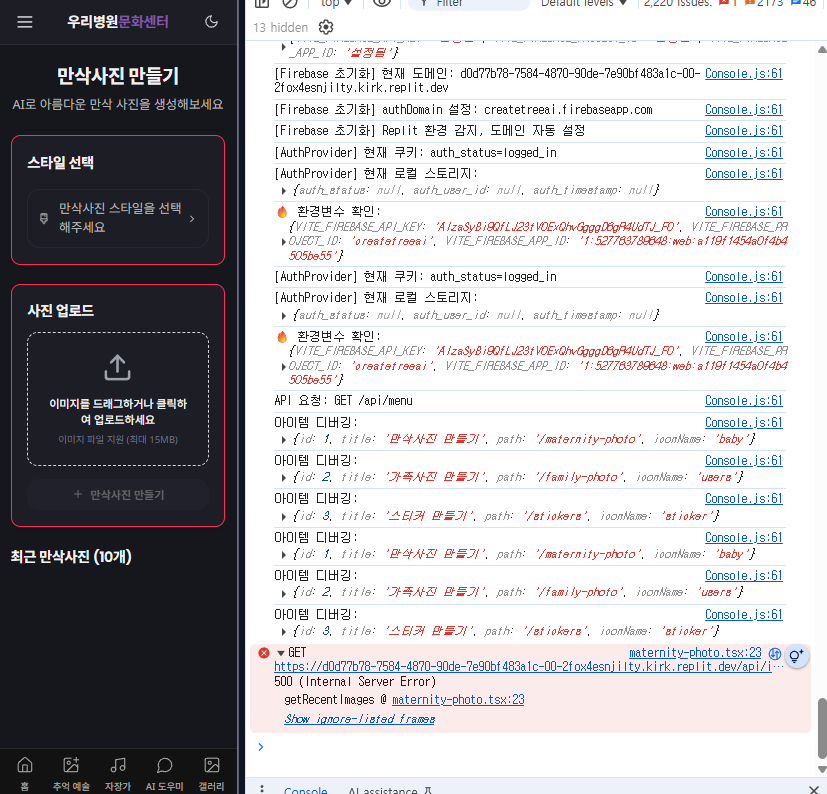 우리병원문화센터
만삭사진 만들기
AI로 아름다운 만삭 사진을 생성해보세요
스타일 선택
만삭사진 스타일을 선택
해주세요
사진 업로드
이미지를 드래그하거나 클릭하
여 업로드하세요
이미지 파일 지원 (최대 15MB)
+ 만삭사진 만들기
최근 만삭사진 (10개)
홈 추억 예술 자장가 AI 도우미 갤러리
top Filter Default levels 2,220 Issues: 1 2173 46
13 hidden
_APP_ID: '설정됨'}
[Firebase 초기화] 현재 도메인: d0d77b78-7584-4870-90de-7e90bf483a1c-00- Console.js:61
2fox4esnjilty.kirk.replit.dev
[Firebase 초기화] authDomain 설정: createtreeai.firebaseapp.com Console.js:61
[Firebase 초기화] Replit 환경 감지, 도메인 자동 설정 Console.js:61
[AuthProvider] 현재 쿠키: auth_status=logged_in Console.js:61
[AuthProvider] 현재 로컬 스토리지: Console.js:61
{auth_status: null, auth_user_id: null, auth_timestamp: null}
🔥 환경변수 확인: Console.js:61
{VITE_FIREBASE_API_KEY: VITE_FIREBASE_PR
OJECT_ID: 'createtreeai', VITE_FIREBASE_APP_ID: '1:527763789648:web:a119f1454a0f4b4
505be55'}
[AuthProvider] 현재 쿠키: auth_status=logged_in Console.js:61
[AuthProvider] 현재 로컬 스토리지: Console.js:61
{auth_status: null, auth_user_id: null, auth_timestamp: null}
🔥 환경변수 확인: Console.js:61
{VITE_FIREBASE_API_KEY: VITE_FIREBASE_PR
OJECT_ID: 'createtreeai', VITE_FIREBASE_APP_ID: '1:527763789648:web:a119f1454a0f4b4
505be55'}
API 요청: GET /api/menu Console.js:61
아이템 디버깅: Console.js:61
{id: 1, title: '만삭사진 만들기', path: '/maternity-photo', iconName: 'baby'}
아이템 디버깅: Console.js:61
{id: 2, title: '가족사진 만들기', path: '/family-photo', iconName: 'users'}
아이템 디버깅: Console.js:61
{id: 3, title: '스티커 만들기', path: '/stickers', iconName: 'sticker'}
아이템 디버깅: Console.js:61
{id: 1, title: '만삭사진 만들기', path: '/maternity-photo', iconName: 'baby'}
아이템 디버깅: Console.js:61
{id: 2, title: '가족사진 만들기', path: '/family-photo', iconName: 'users'}
아이템 디버깅: Console.js:61
{id: 3, title: '스티커 만들기', path: '/stickers', iconName: 'sticker'}
GET maternity-photo.tsx:23
https://d0d77b78-7584-4870-90de-7e90bf483a1c-00-2fox4esnjilty.kirk.replit.dev/api/i…
500 (Internal Server Error)
getRecentImages @ maternity-photo.tsx:23
Show ignore-listed frames
Console AI assistance